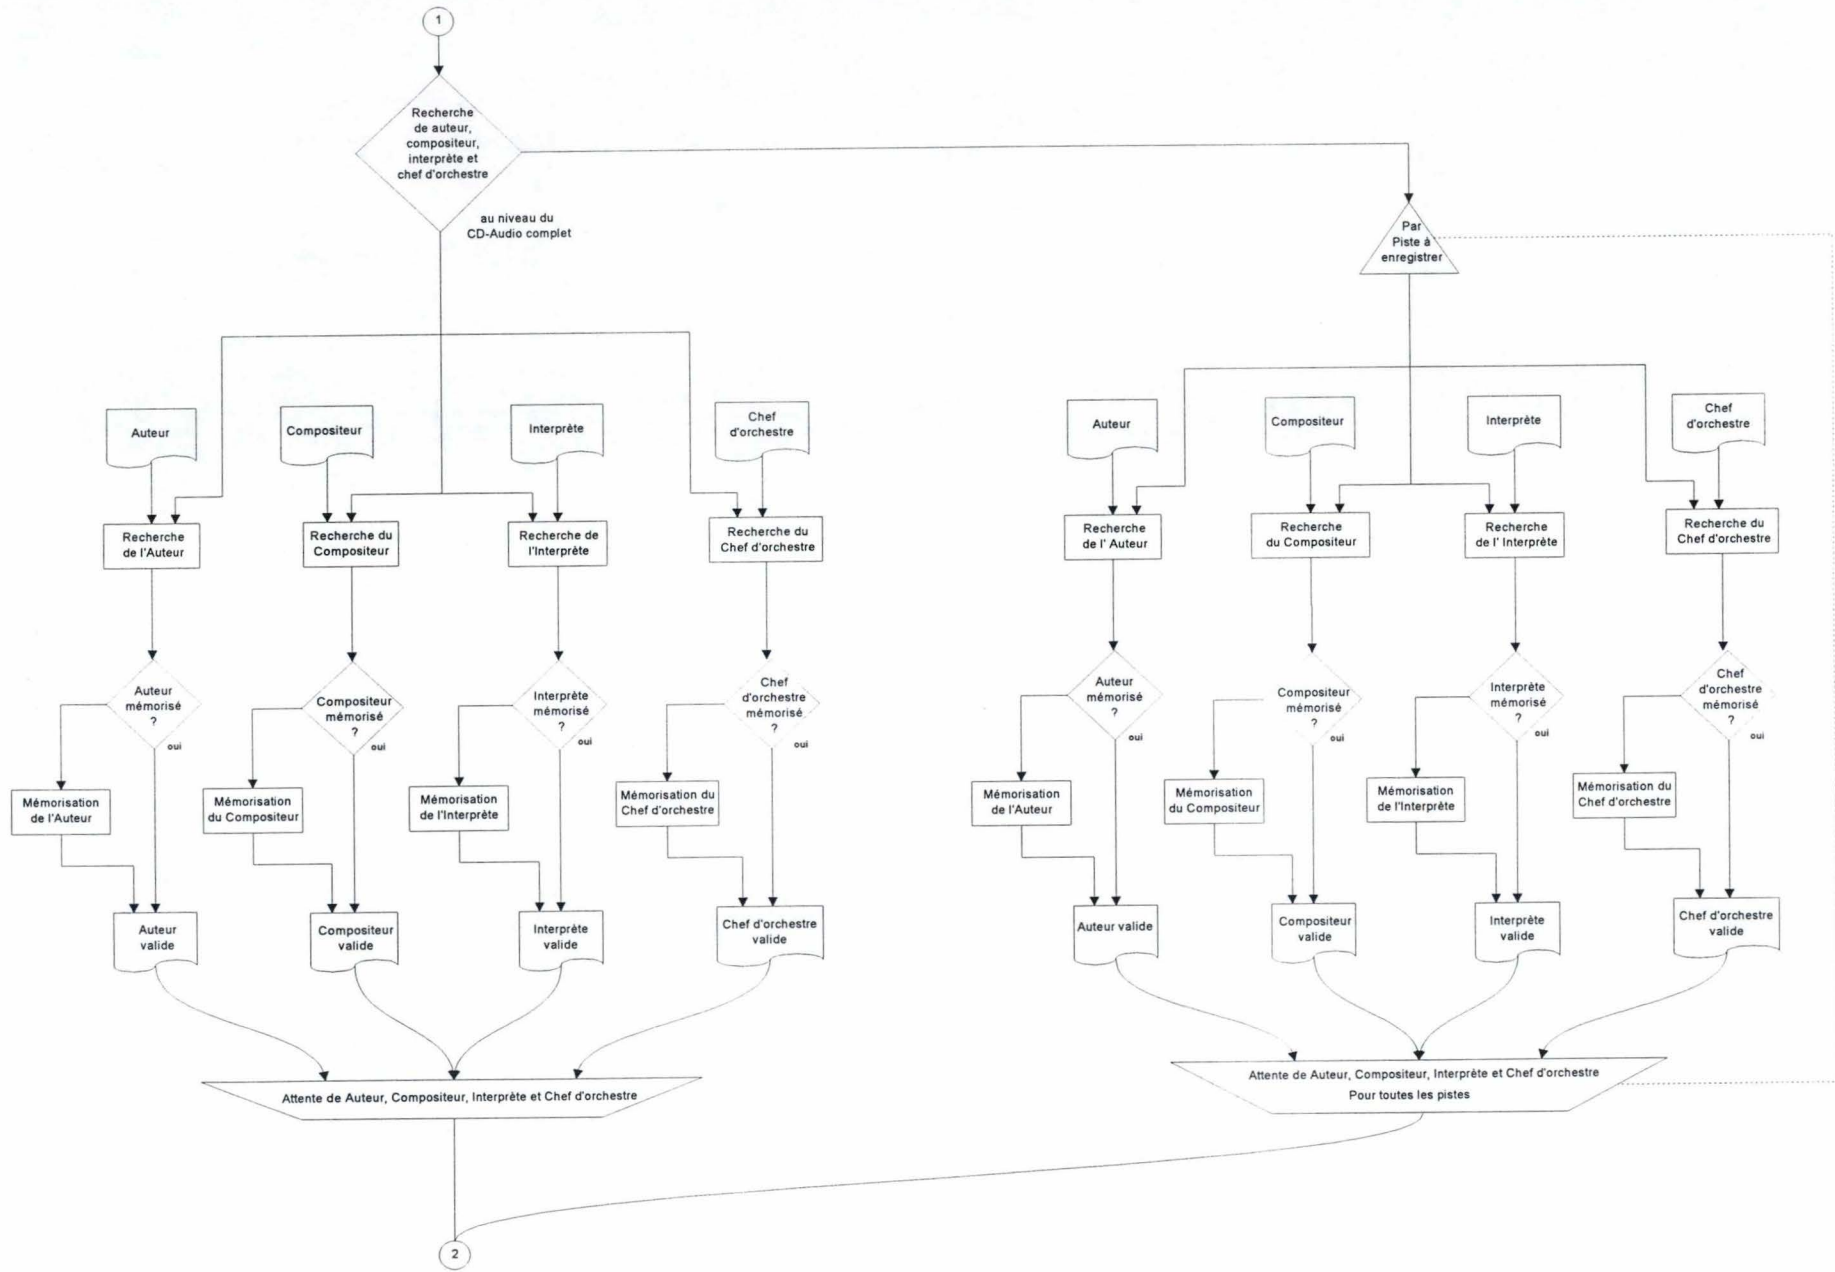 1
Recherche
de auteur,
compositeur,
interprète et
chef d'orchestre
au niveau du
CD-Audio complet
Par
Piste à
enregistrer
Auteur
Compositeur
Interprète
Chef
d'orchestre
Recherche
de l'Auteur
Recherche du
Compositeur
Recherche de
l'Interprète
Recherche du
Chef d'orchestre
Auteur
mémorisé
?
oui
Compositeur
mémorisé
?
oui
Interprète
mémorisé
?
oui
Chef
d'orchestre
mémorisé
?
oui
Mémorisation
de l'Auteur
Mémorisation
du Compositeur
Mémorisation
de l'Interprète
Mémorisation du
Chef d'orchestre
Auteur
valide
Compositeur
valide
Interprète
valide
Chef d'orchestre
valide
Attente de Auteur, Compositeur, Interprète et Chef d'orchestre
Auteur
Compositeur
Interprète
Chef
d'orchestre
Recherche
de l' Auteur
Recherche
du Compositeur
Recherche
de l' Interprète
Recherche du
Chef d'orchestre
Auteur
mémorisé
?
oui
Compositeur
mémorisé
?
oui
Interprète
mémorisé
?
oui
Chef
d'orchestre
mémorisé
?
oui
Mémorisation
de l'Auteur
Mémorisation
du Compositeur
Mémorisation
de l'Interprète
Mémorisation du
Chef d'orchestre
Auteur valide
Compositeur
valide
Interprète
valide
Chef d'orchestre
valide
Attente de Auteur, Compositeur, Interprète et Chef d'orchestre
Pour toutes les pistes
2